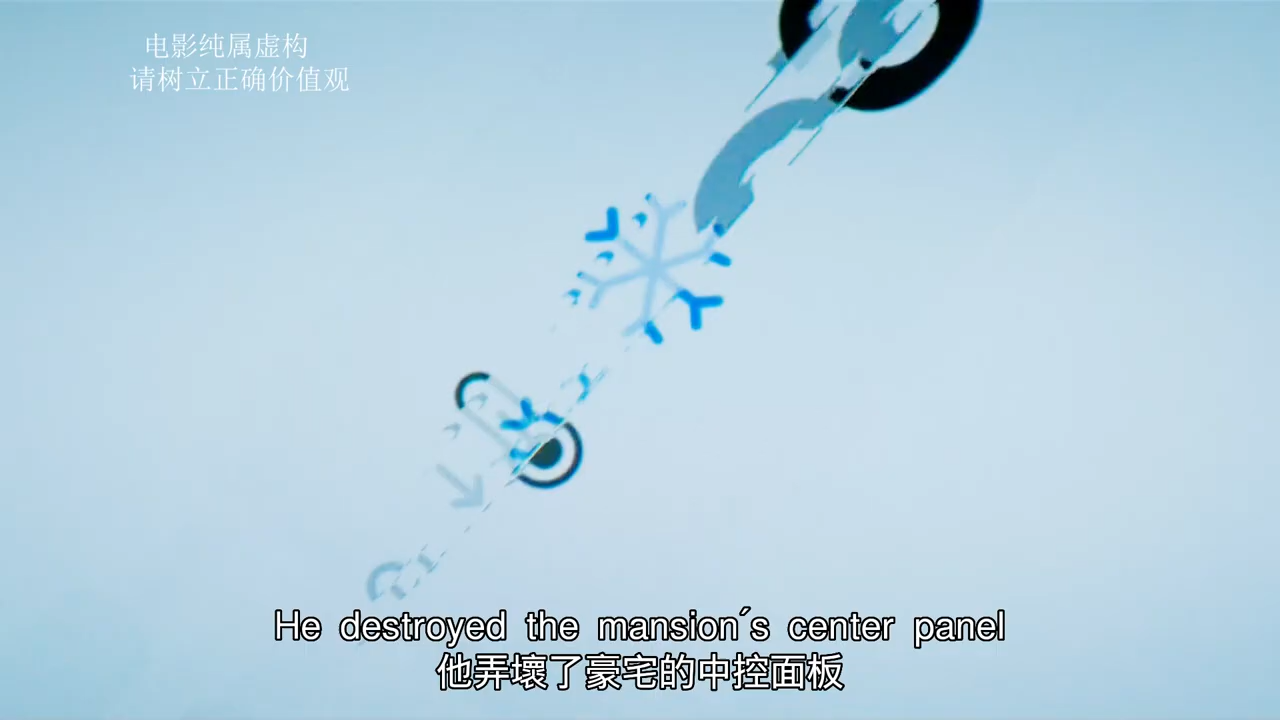 电影纯属虚构
请树立正确价值观
He destroyed the mansion´s center panel
他弄壞了豪宅的中控面板